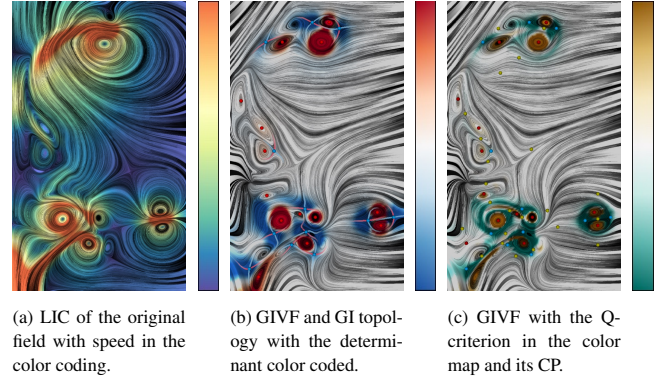 (a) LIC of the original
field with speed in the
color coding.
(b) GIVF and GI topol-
ogy with the determi-
nant color coded.
(c) GIVF with the Q-
criterion in the color
map and its CP.